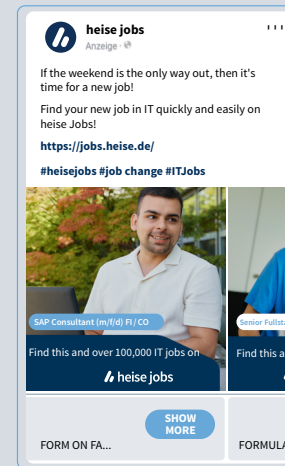 heise jobs
Anzeige ·
If the weekend is the only way out, then it's
time for a new job!
Find your new job in IT quickly and easily on
heise Jobs!
https://jobs.heise.de/
#heisejobs #job change #ITJobs
SAP Consultant (m/f/d) FI / CO
Senior Fullst
Find this and over 100,000 IT jobs on
Find this a
heise jobs
SHOW
MORE
FORM ON FA...
FORMULA